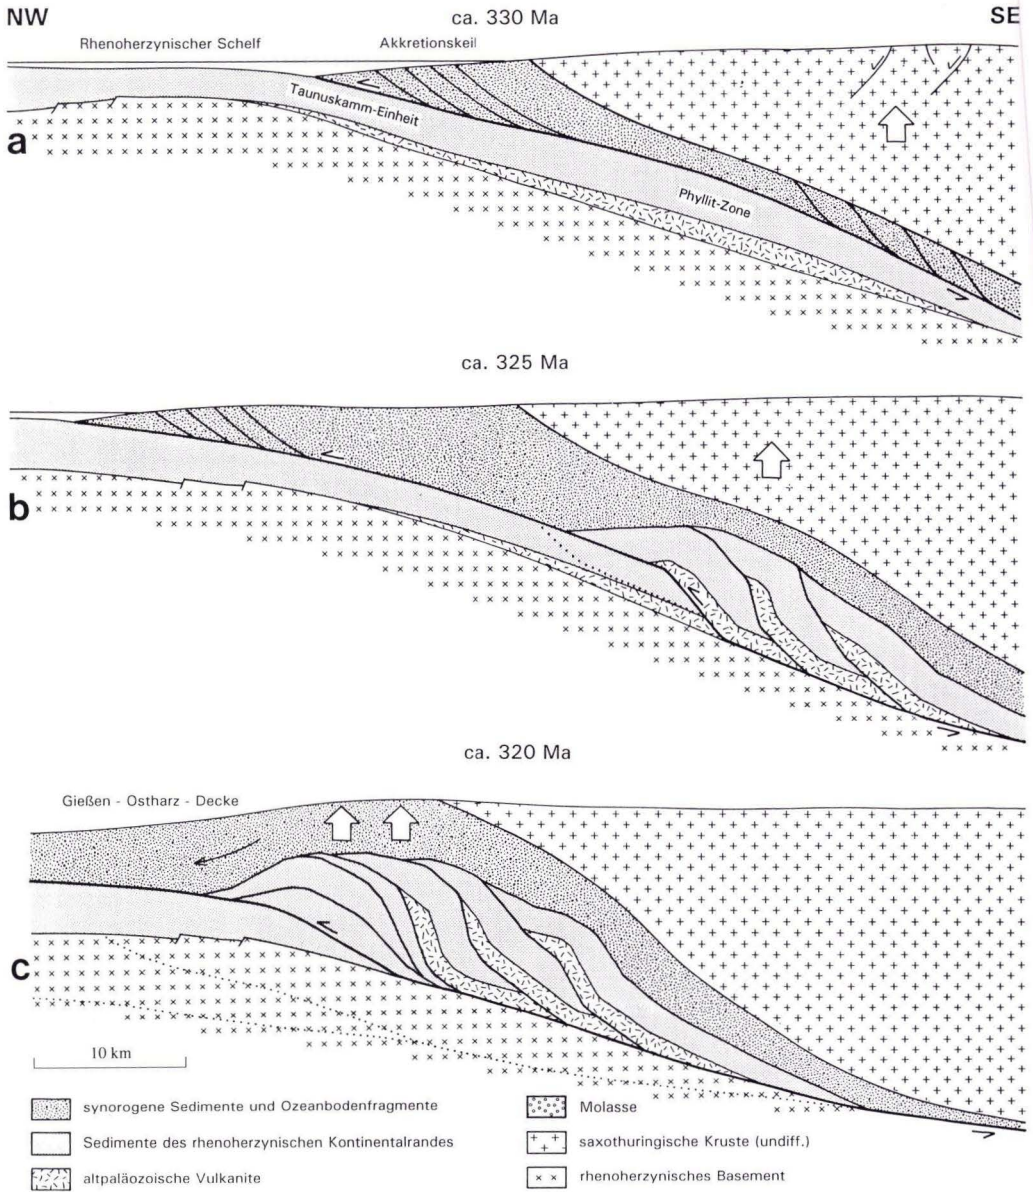 NW
ca. 330 Ma
SE
Rhenoherzynischer Schelf
Akkretionskeil
Taunuskamm-Einheit
a
Phyllit-Zone
ca. 325 Ma
b
ca. 320 Ma
Gießen - Ostharz - Decke
c
10 km
synorogene Sedimente und Ozeanbodenfragmente
Sedimente des rhenoherzynischen Kontinentalrandes
altpaläozoische Vulkanite
Molasse
saxothuringische Kruste (undiff.)
rhenoherzynisches Basement